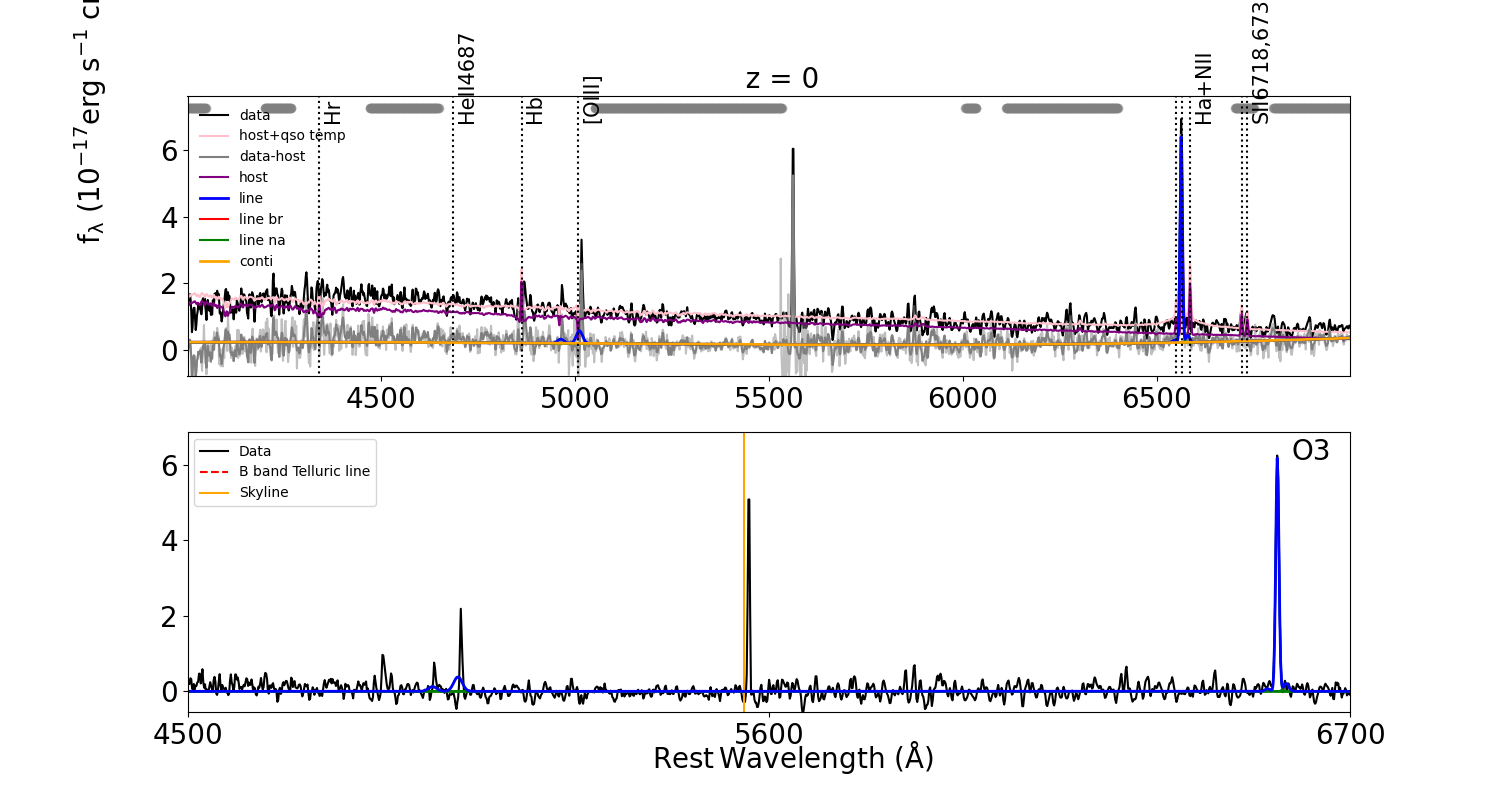 z = 0
f_λ (10^−17 erg s^−1
Hr
HeII4687
Hb
[OIII]
Ha+NII
SII6718,673
data
host+qso temp
data-host
host
line
line br
line na
conti
6
4
2
0
4500 5000 5500 6000 6500
Data
B band Telluric line
Skyline
O3
6
4
2
0
4500 5600 6700
Rest Wavelength (Å)